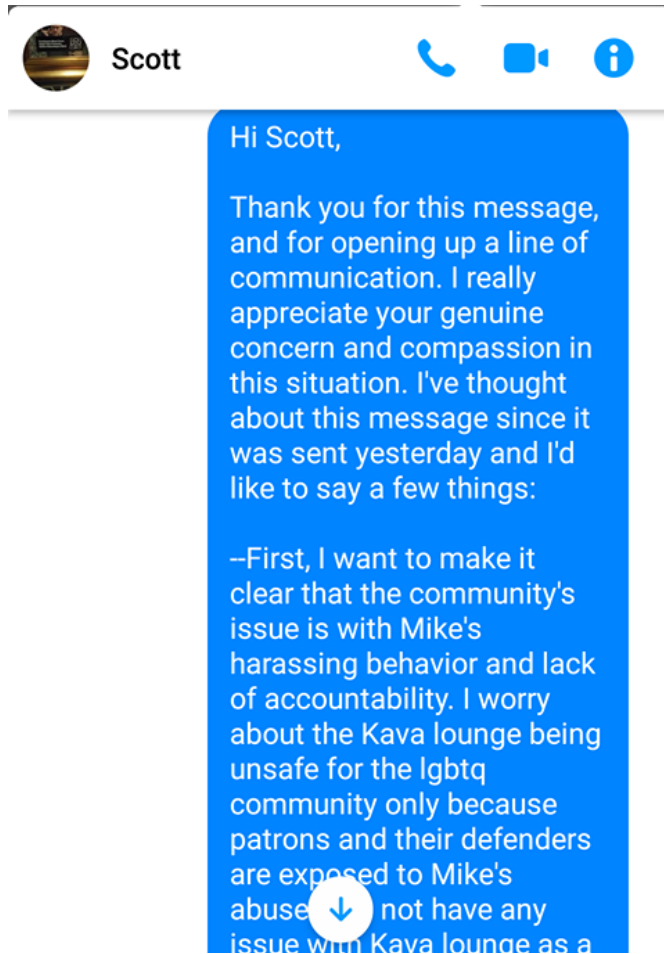 Scott
Hi Scott,
Thank you for this message,
and for opening up a line of
communication. I really
appreciate your genuine
concern and compassion in
this situation. I've thought
about this message since it
was sent yesterday and I'd
like to say a few things:
--First, I want to make it
clear that the community's
issue is with Mike's
harassing behavior and lack
of accountability. I worry
about the Kava lounge being
unsafe for the lgbtq
community only because
patrons and their defenders
are exposed to Mike's
abuse not have any
issue with Kava lounge as a